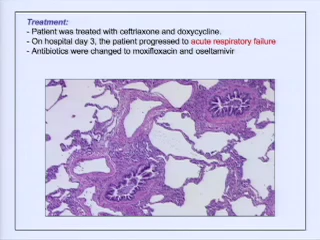 Treatment:
- Patient was treated with ceftriaxone and doxycycline.
- On hospital day 3, the patient progressed to acute respiratory failure
- Antibiotics were changed to moxifloxacin and oseltamivir